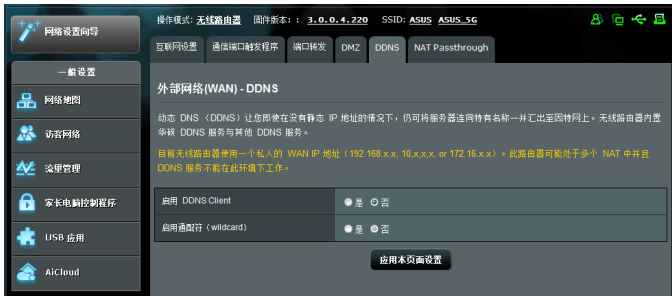 网络设置向导
操作模式: 无线路由器 固件版本: : 3.0.0.4.220 SSID: ASUS ASUS_5G
互联网设置 通信端口触发程序 端口转发 DMZ DDNS NAT Passthrough
一般设置
网络地图
访客网络
流量管理
家长电脑控制程序
USB 应用
AiCloud
外部网络(WAN) - DDNS
动态 DNS （DDNS）让您即使在没有静态 IP 地址的情况下，仍可将服务器连同特有名称一并汇出至因特网上。无线路由器内置
华硕 DDNS 服务与其他 DDNS 服务。
目前无线路由器使用一个私人的 WAN IP 地址（192.168.x.x, 10,x,x,x, or 172.16.x.x）。此路由器可能处于多个 NAT 中并且
DDNS 服务不能在此环境下工作。
启用 DDNS Client 是 否
启用通配符（wildcard） 是 否
应用本页面设置